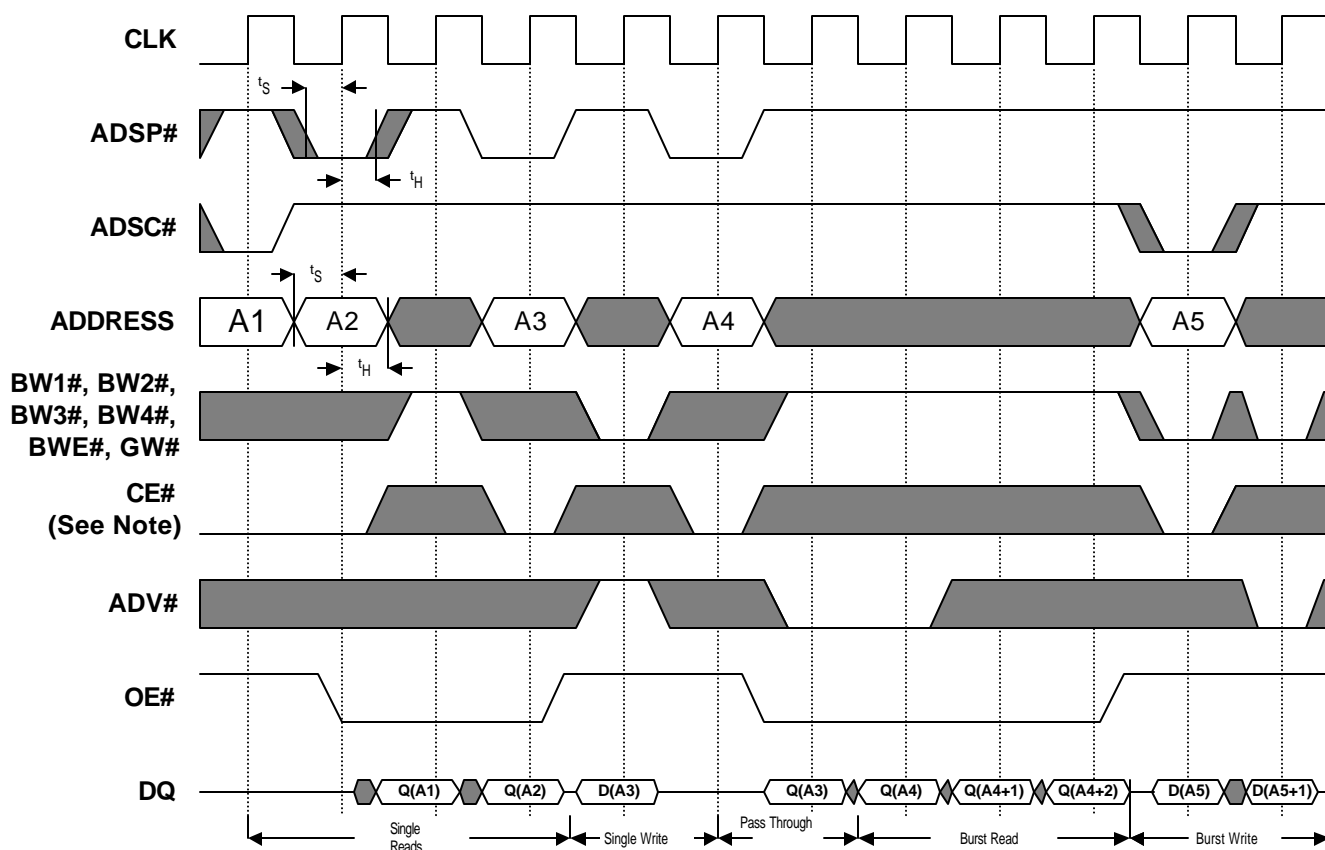 CLK
tS
ADSP#
tH
ADSC#
tS
ADDRESS
A1 A2 A3 A4 A5
tH
BW1#, BW2#,
BW3#, BW4#,
BWE#, GW#
CE#
(See Note)
ADV#
OE#
DQ
Q(A1) Q(A2) D(A3) Q(A3) Q(A4) Q(A4+1) Q(A4+2) D(A5) D(A5+1)
Single
Reads
Single Write
Pass Through
Burst Read
Burst Write